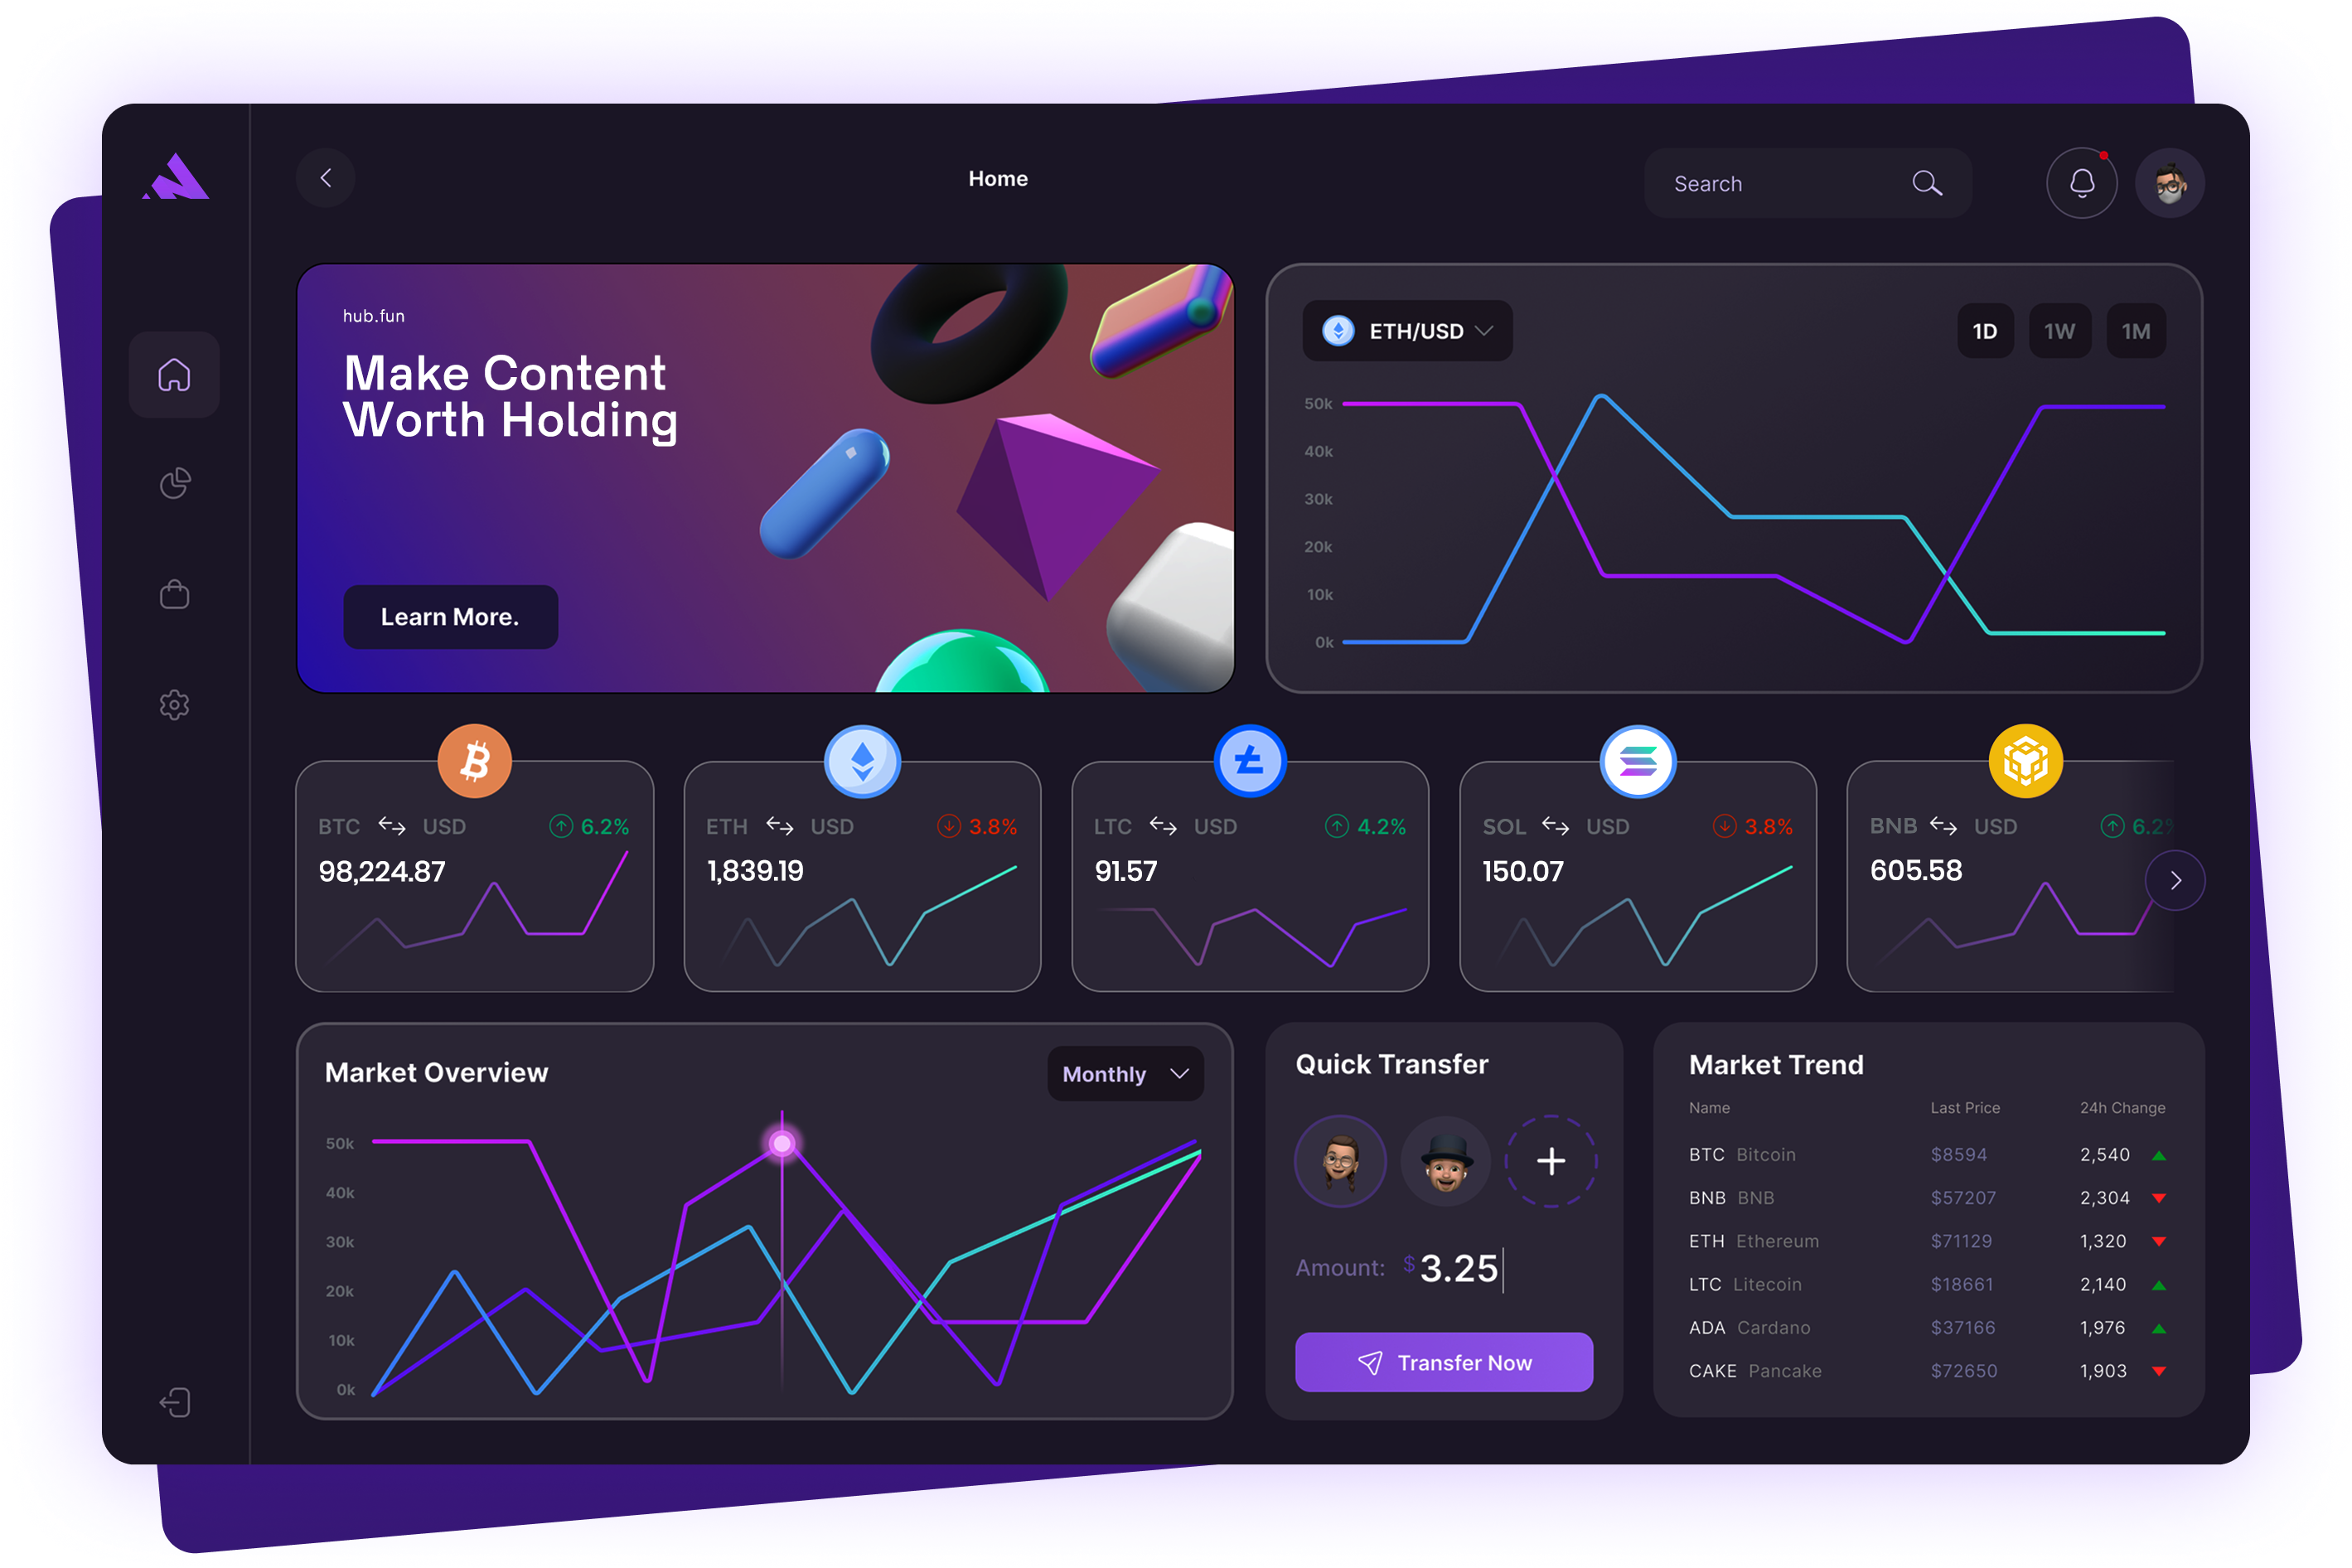 Home
Search
hub.fun
Make Content
Worth Holding
Learn More.
ETH/USD
1D 1W 1M
50k
40k
30k
20k
10k
0k
BTC USD 6.2%
98,224.87
ETH USD 3.8%
1,839.19
LTC USD 4.2%
91.57
SOL USD 3.8%
150.07
BNB USD 6.2%
605.58
Market Overview
Monthly
50k
40k
30k
20k
10k
0k
Quick Transfer
Amount: $3.25
Transfer Now
Market Trend
Name Last Price 24h Change
BTC Bitcoin $8594 2,540
BNB BNB $57207 2,304
ETH Ethereum $71129 1,320
LTC Litecoin $18661 2,140
ADA Cardano $37166 1,976
CAKE Pancake $72650 1,903